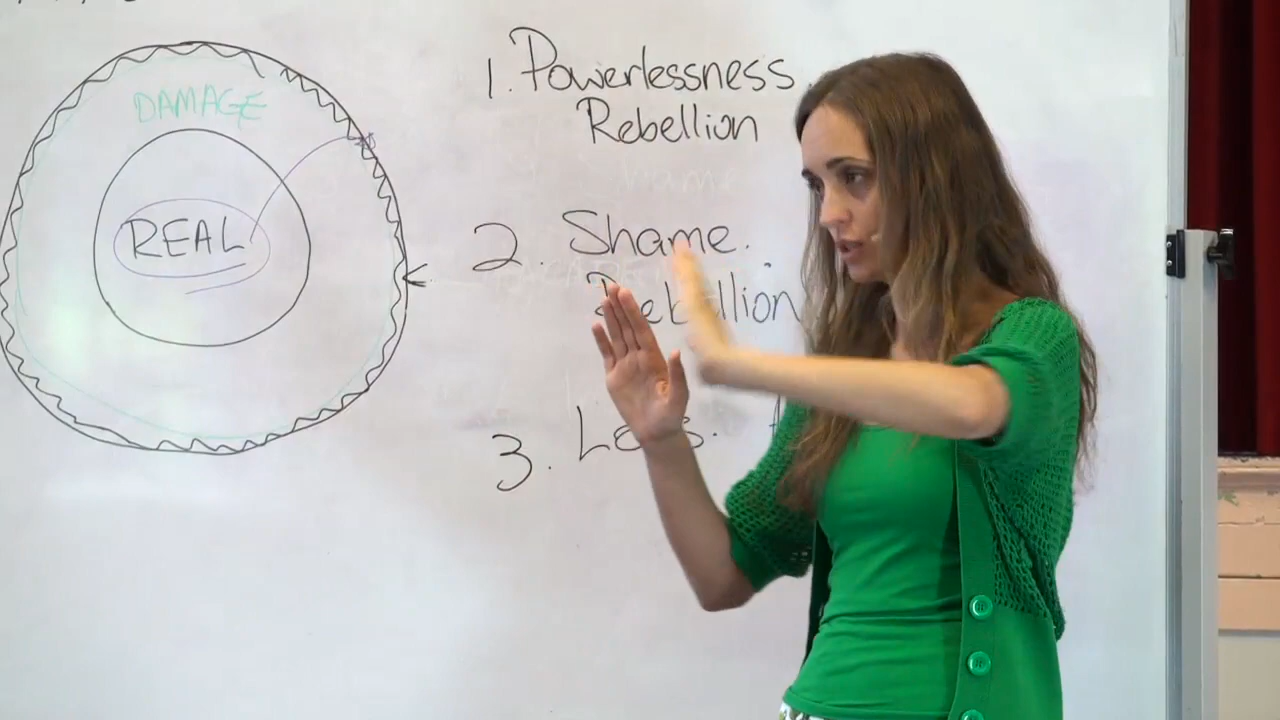 DAMAGE
REAL
1. Powerlessness.
Rebellion
2. Shame.
Rebellion
3.